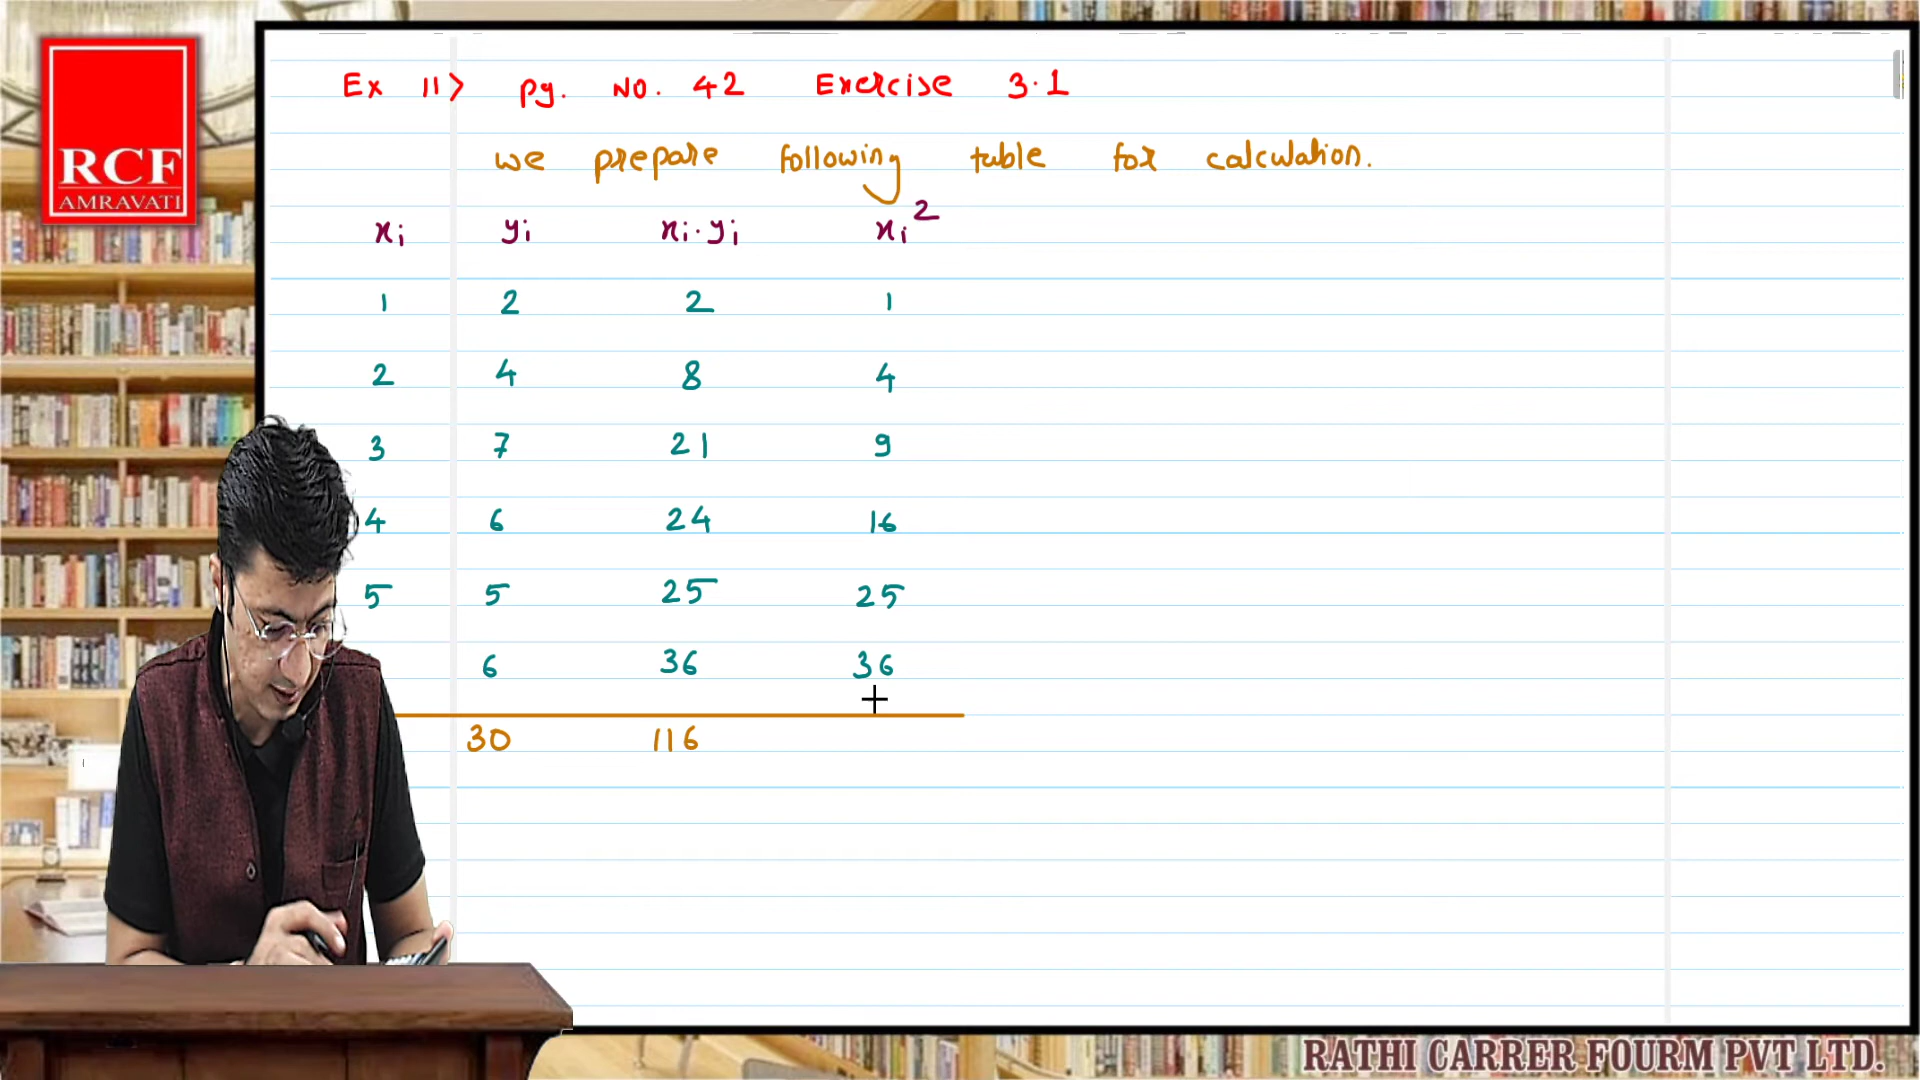 Ex 11> pg. No. 42 Exercise 3.1
RCF
AMRAVATI
we prepare following table for calculation.
xi yi xi.yi xi²
1 2 2 1
2 4 8 4
3 7 21 9
4 6 24 16
5 5 25 25
6 36 36
30 116
RATHI CARRER FOURM PVT LTD.